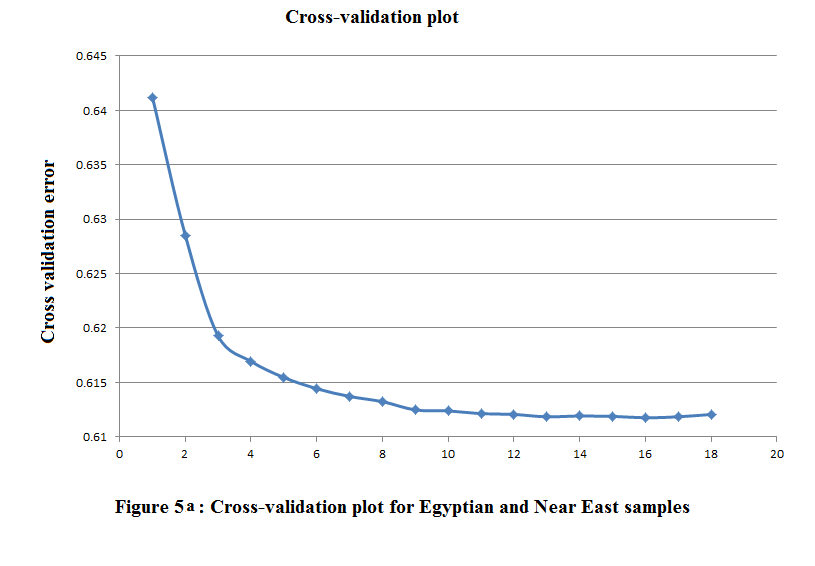 Cross-validation plot
0.645
0.64
0.635
0.63
0.625
0.62
0.615
0.61
Cross validation error
0 2 4 6 8 10 12 14 16 18 20
Figure 5a : Cross-validation plot for Egyptian and Near East samples